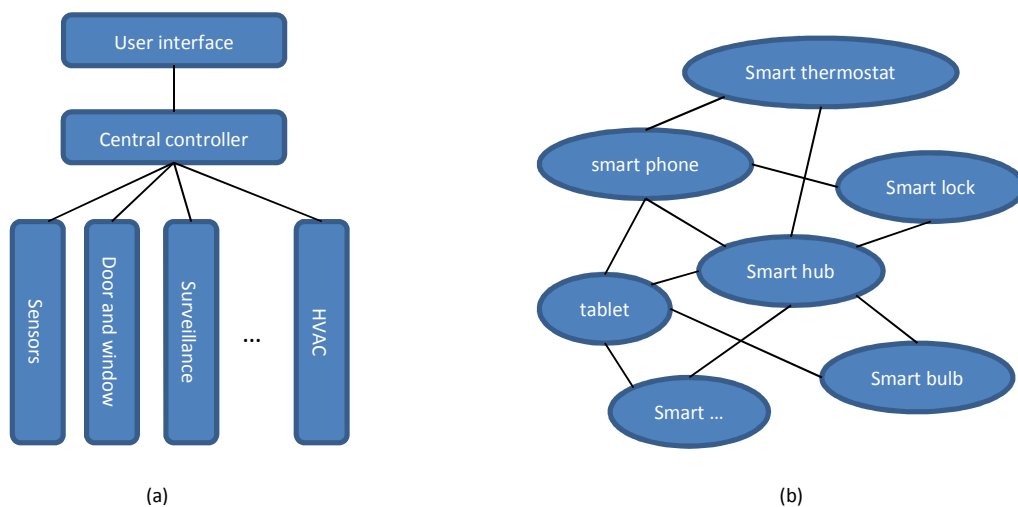 User interface
Central controller
Sensors
Door and window
Surveillance
...
HVAC
(a)
Smart thermostat
smart phone
Smart lock
Smart hub
tablet
Smart bulb
Smart ...
(b)